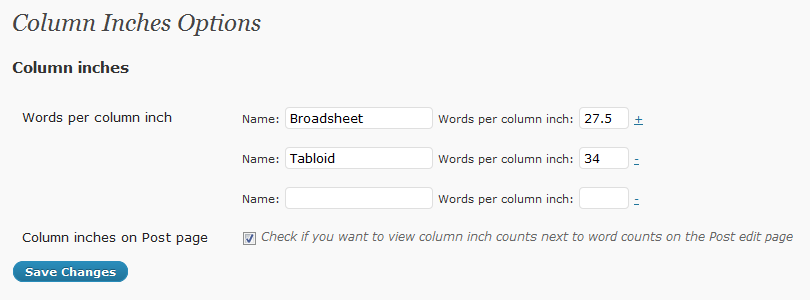 Column Inches Options
Column inches
Words per column inch Name: Broadsheet Words per column inch: 27.5 +
Name: Tabloid Words per column inch: 34 -
Name: Words per column inch: -
Column inches on Post page Check if you want to view column inch counts next to word counts on the Post edit page
Save Changes